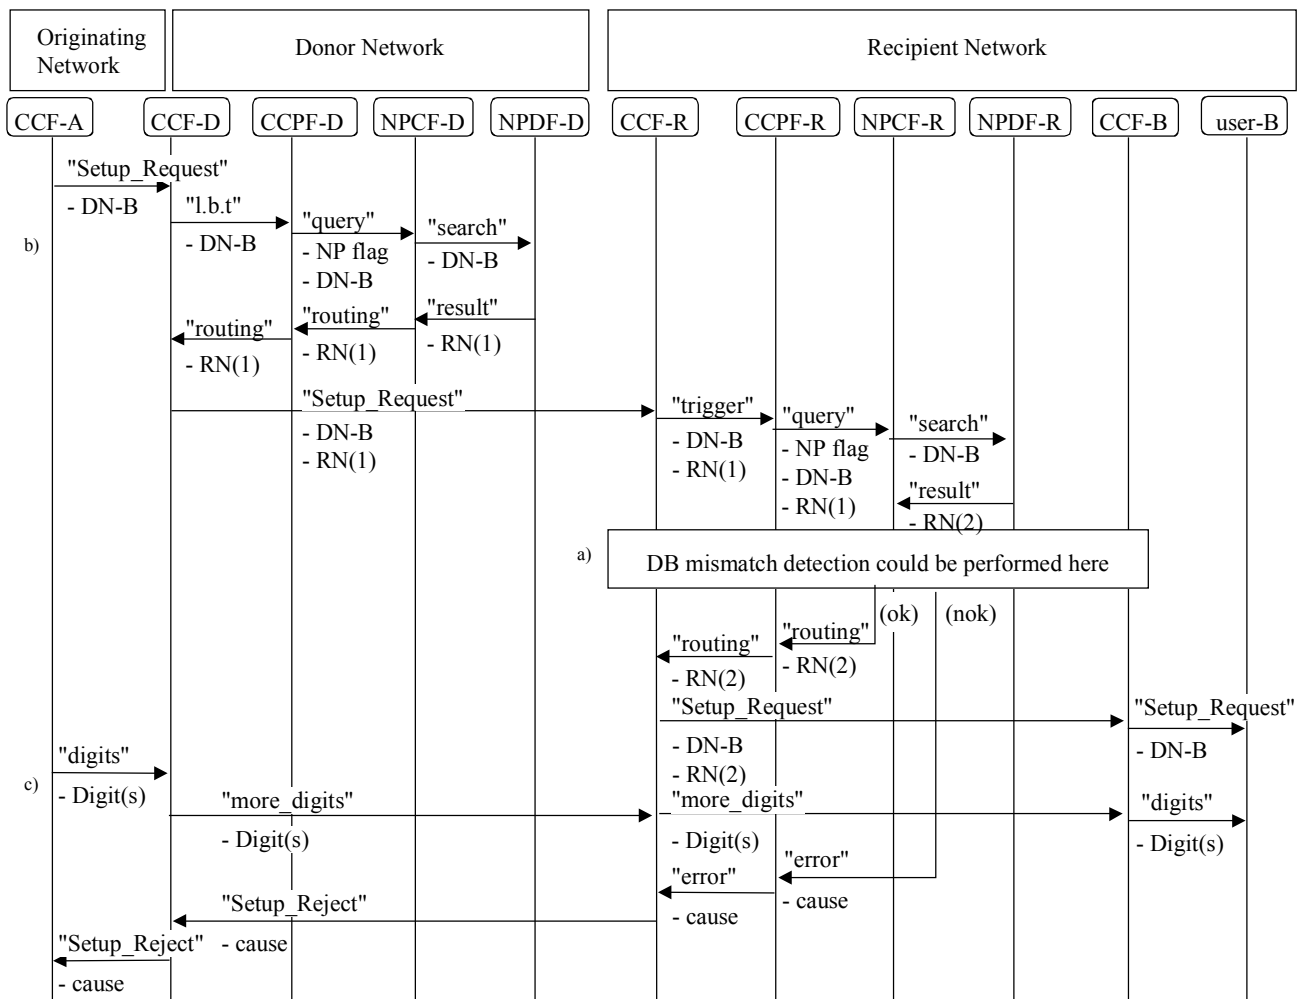 Originating
Network
Donor Network
Recipient Network
CCF-A
CCF-D
CCPF-D
NPCF-D
NPDF-D
CCF-R
CCPF-R
NPCF-R
NPDF-R
CCF-B
user-B
"Setup_Request"
- DN-B
"l.b.t"
- DN-B
"query"
- NP flag
- DN-B
"search"
- DN-B
b)
"result"
- RN(1)
"routing"
- RN(1)
"routing"
- RN(1)
"Setup_Request"
- DN-B
- RN(1)
"trigger"
- DN-B
- RN(1)
"query"
- NP flag
- DN-B
- RN(1)
"search"
- DN-B
"result"
- RN(2)
a)
DB mismatch detection could be performed here
(ok)
(nok)
"routing"
- RN(2)
"routing"
- RN(2)
"Setup_Request"
- DN-B
- RN(2)
"Setup_Request"
- DN-B
"digits"
- Digit(s)
c)
"more_digits"
- Digit(s)
"more_digits"
- Digit(s)
"digits"
- Digit(s)
"error"
- cause
"error"
- cause
"Setup_Reject"
- cause
"Setup_Reject"
- cause